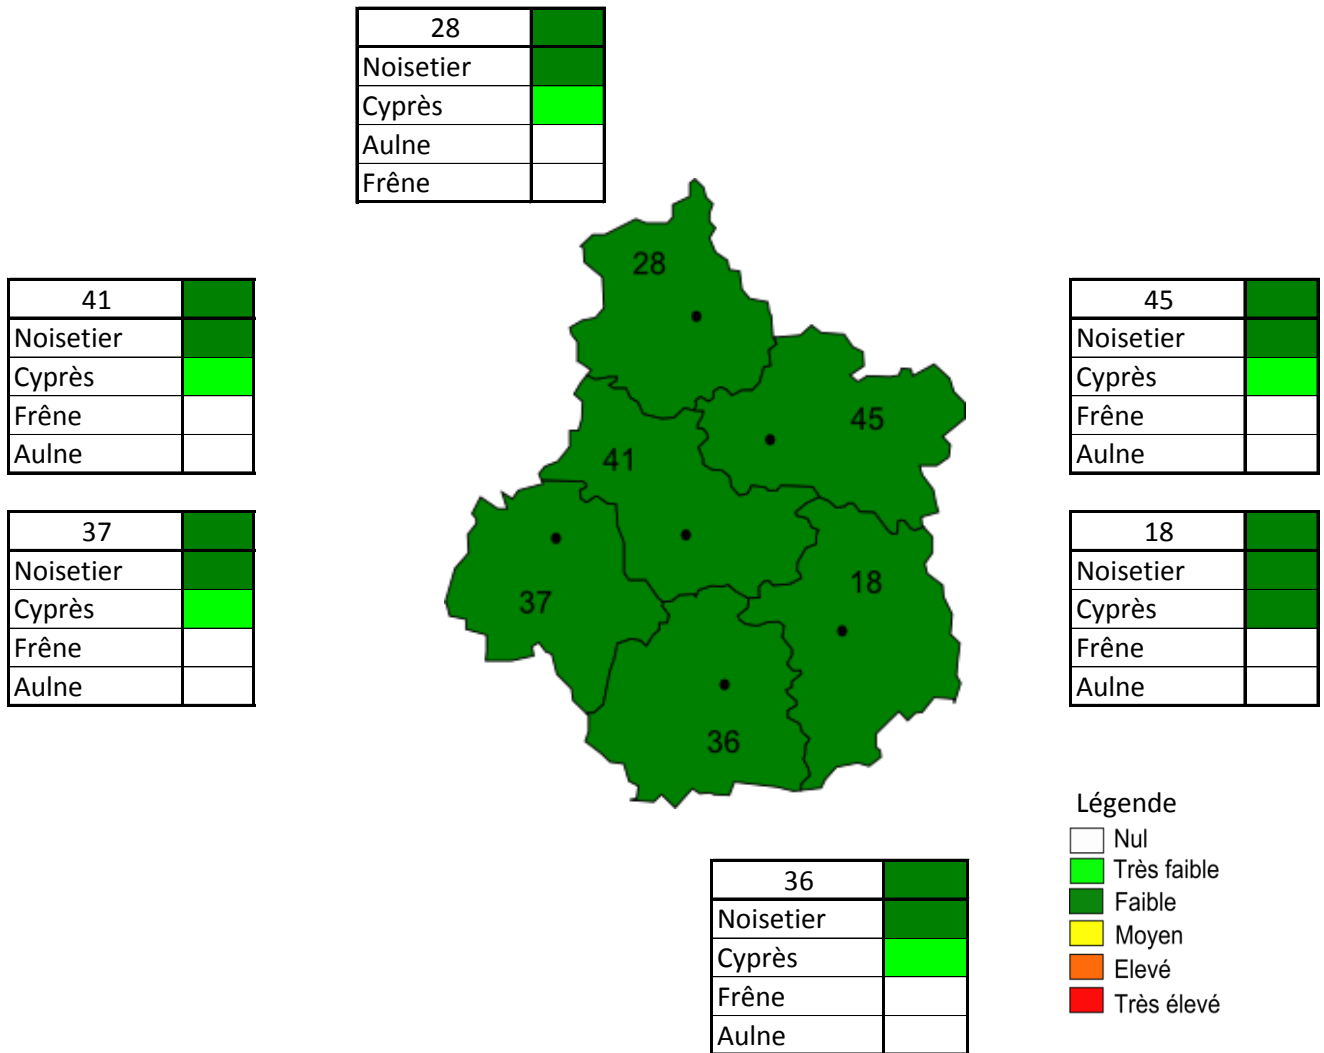 28
Noisetier
Cyprès
Aulne
Frêne
41
Noisetier
Cyprès
Frêne
Aulne
37
Noisetier
Cyprès
Frêne
Aulne
28
45
41
37
18
36
45
Noisetier
Cyprès
Frêne
Aulne
18
Noisetier
Cyprès
Frêne
Aulne
36
Noisetier
Cyprès
Frêne
Aulne
Légende
Nul
Très faible
Faible
Moyen
Elevé
Très élevé